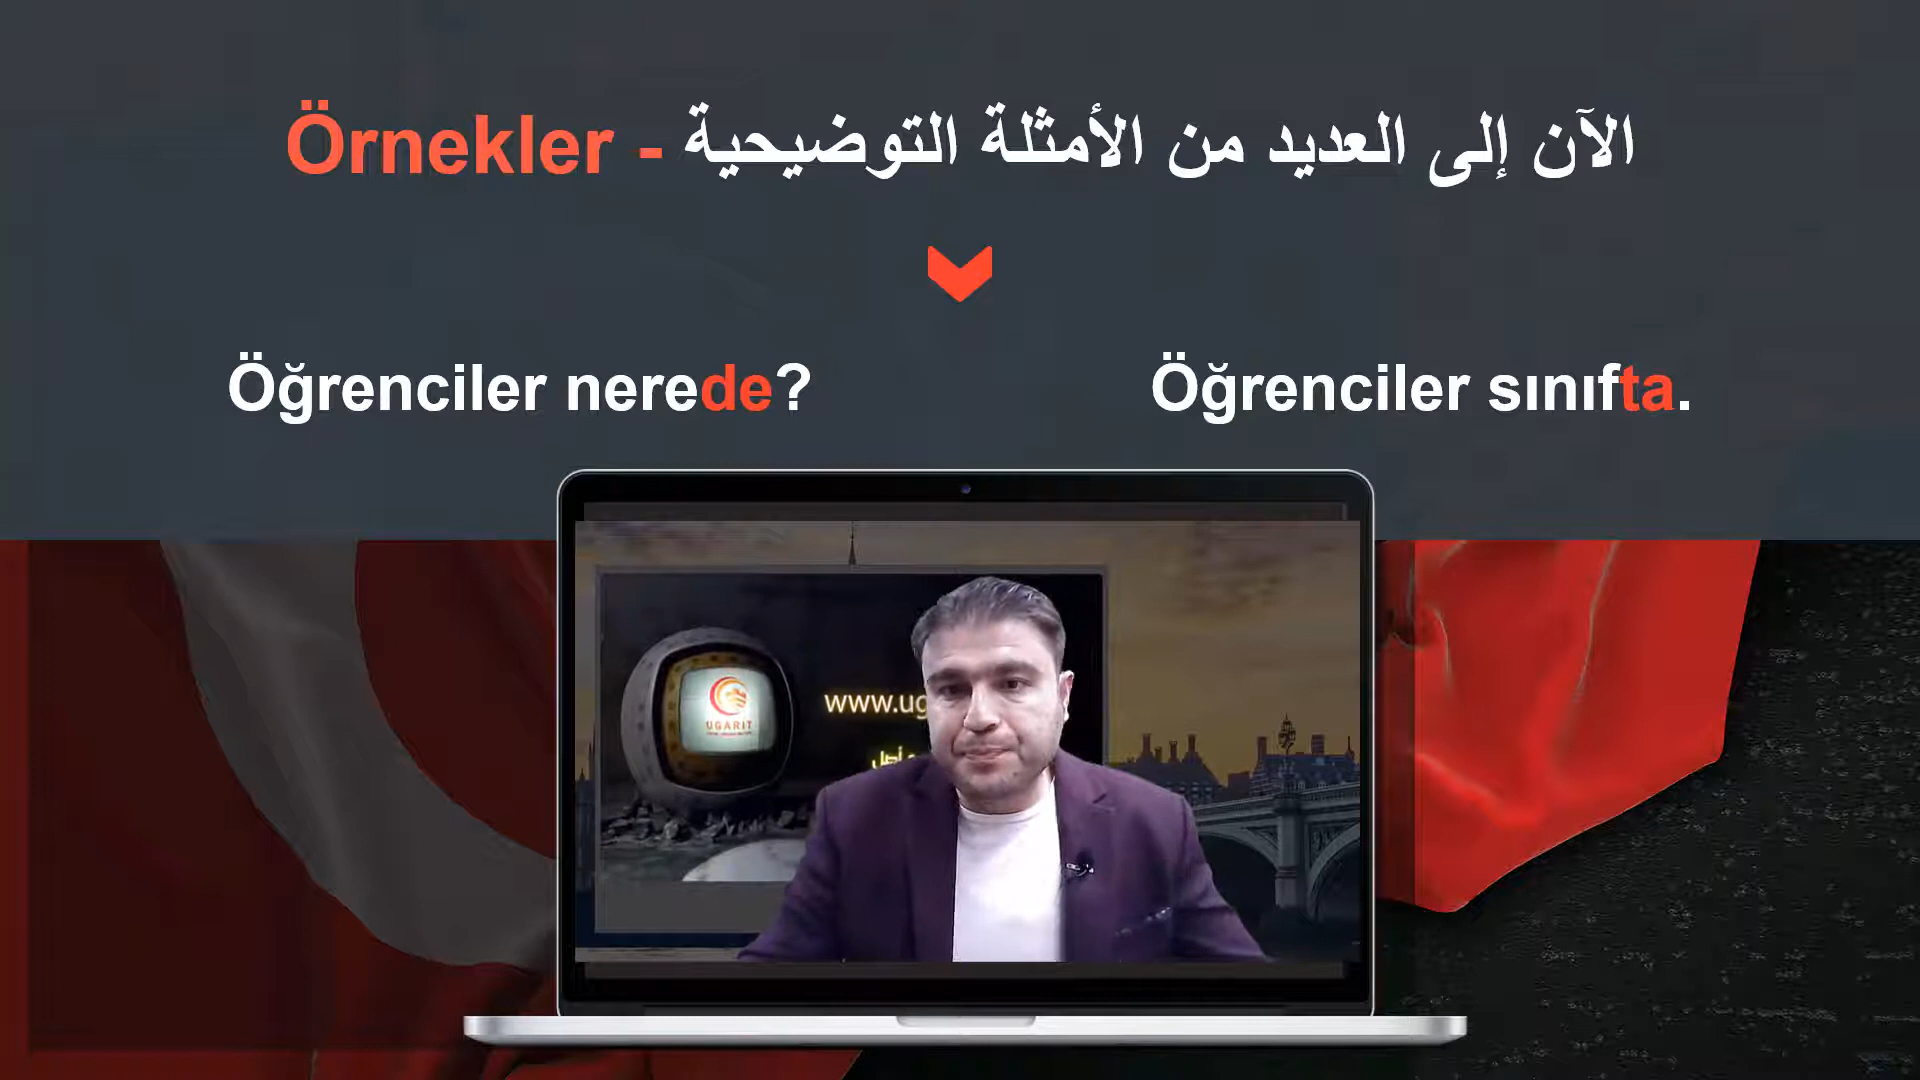 Örnekler - الآن إلى العديد من الأمثلة التوضيحية
Öğrenciler nerede?
Öğrenciler sınıfta.
UGARIT
www.ug